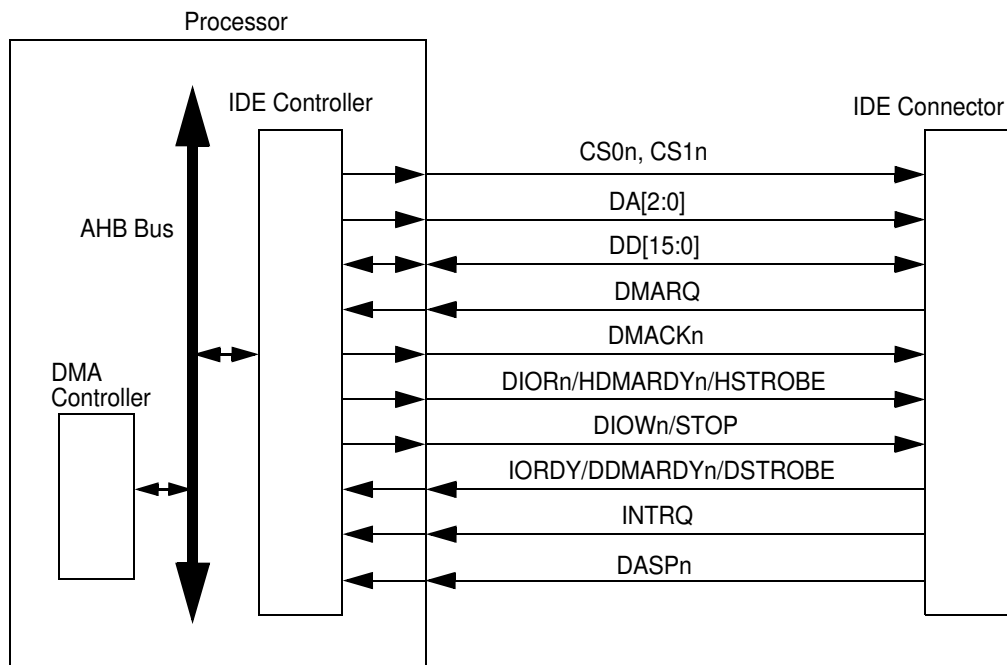 Processor
IDE Controller
IDE Connector
CS0n, CS1n
DA[2:0]
AHB Bus
DD[15:0]
DMARQ
DMACKn
DMA
Controller
DIORn/HDMARDYn/HSTROBE
DIOWn/STOP
IORDY/DDMARDYn/DSTROBE
INTRQ
DASPn